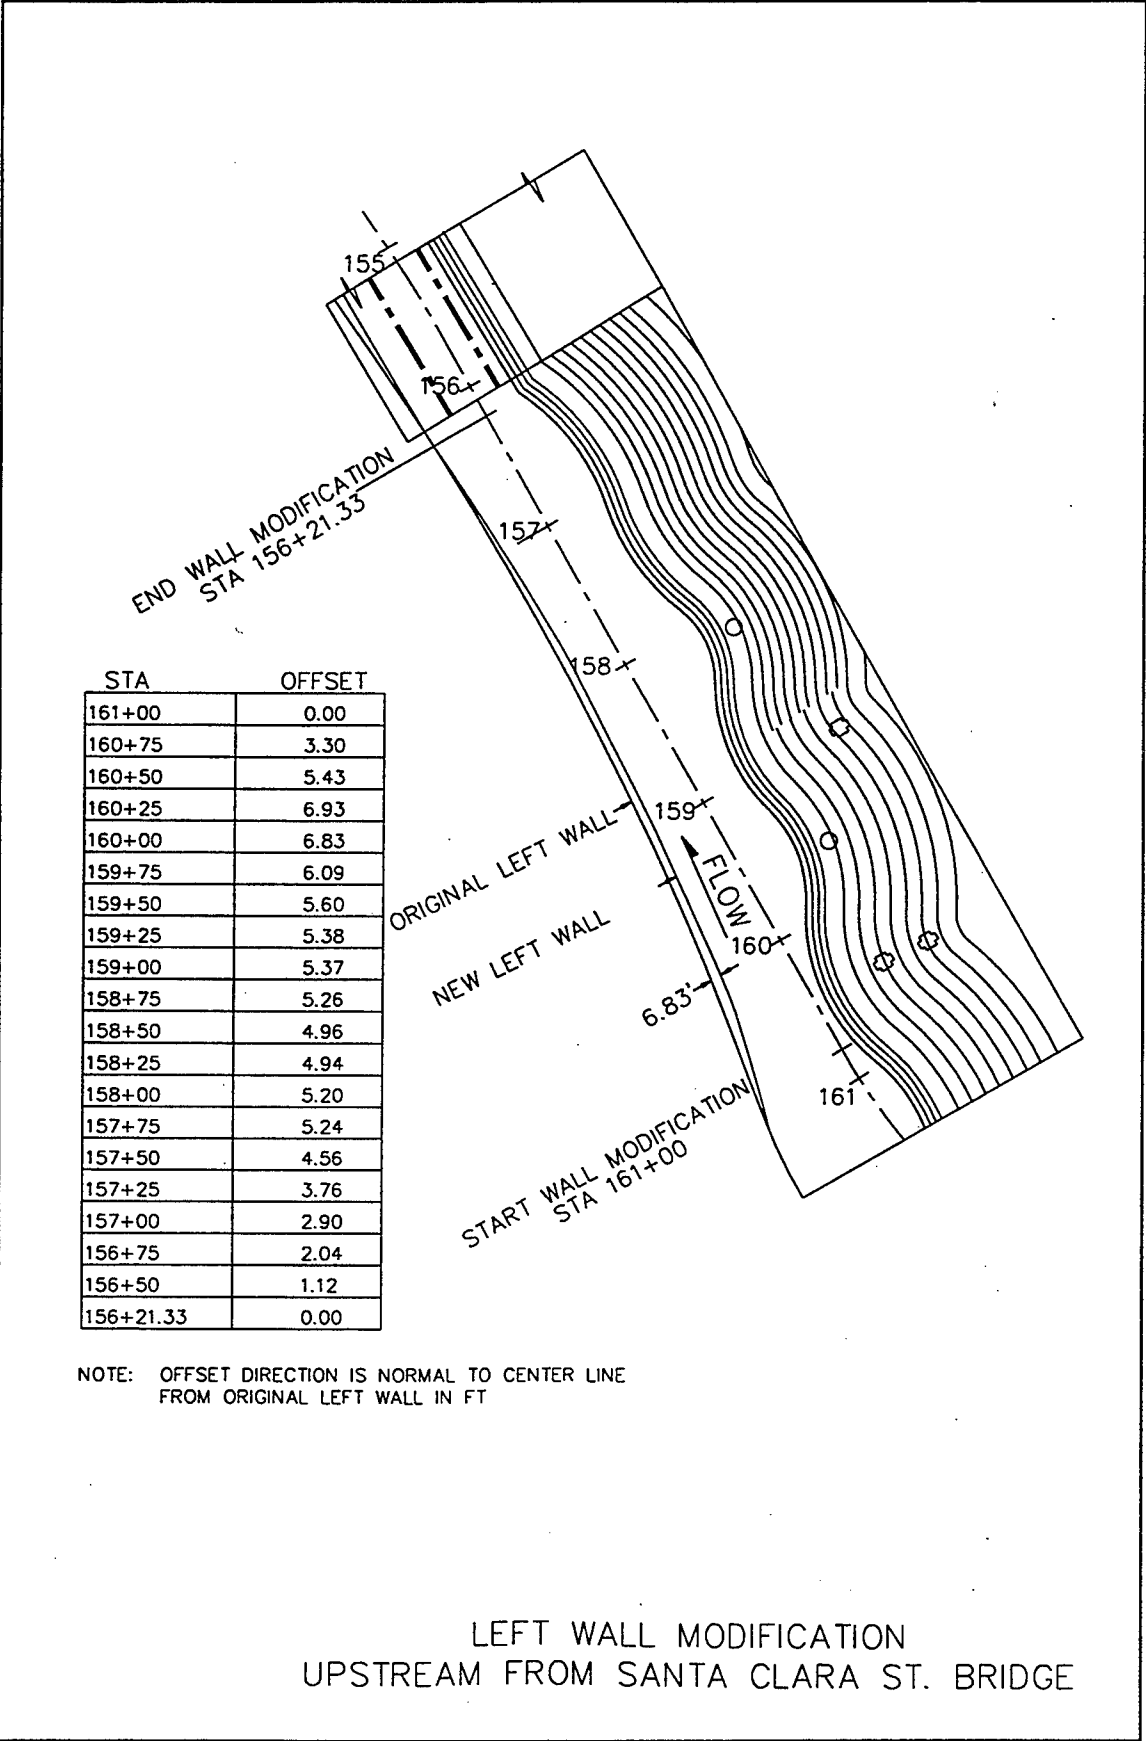 155
156
END WALL MODIFICATION
STA 156+21.33
157
158
159
ORIGINAL LEFT WALL
FLOW
NEW LEFT WALL
160
6.83'
161
START WALL MODIFICATION
STA 161+00
STA OFFSET
161+00 0.00
160+75 3.30
160+50 5.43
160+25 6.93
160+00 6.83
159+75 6.09
159+50 5.60
159+25 5.38
159+00 5.37
158+75 5.26
158+50 4.96
158+25 4.94
158+00 5.20
157+75 5.24
157+50 4.56
157+25 3.76
157+00 2.90
156+75 2.04
156+50 1.12
156+21.33 0.00
NOTE: OFFSET DIRECTION IS NORMAL TO CENTER LINE
FROM ORIGINAL LEFT WALL IN FT
LEFT WALL MODIFICATION
UPSTREAM FROM SANTA CLARA ST. BRIDGE